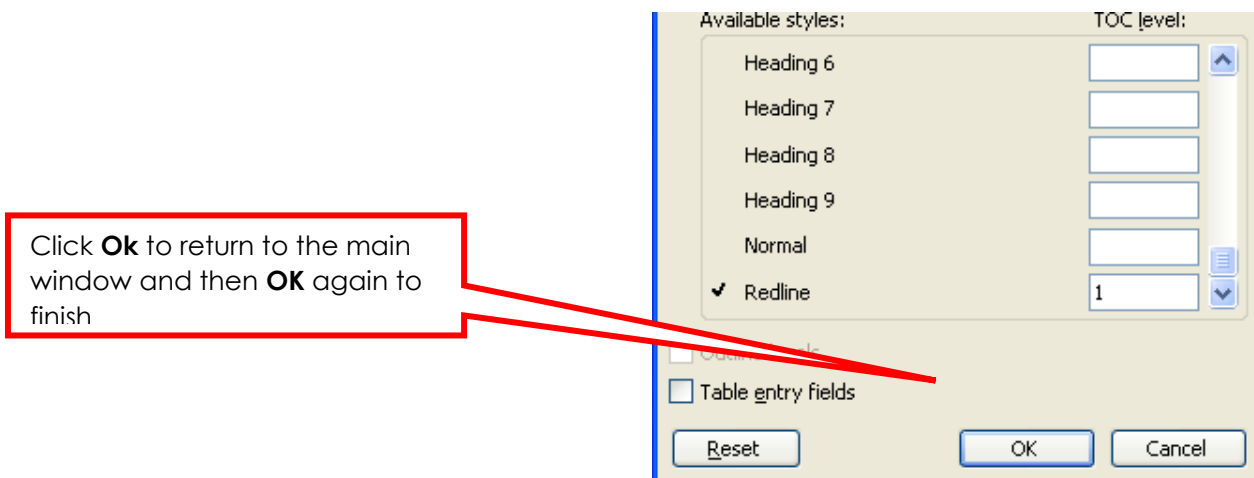 Available styles: TOC level:
Heading 6
Heading 7
Heading 8
Heading 9
Normal
Redline 1
Click Ok to return to the main
window and then OK again to
finish
Table entry fields
Reset OK Cancel